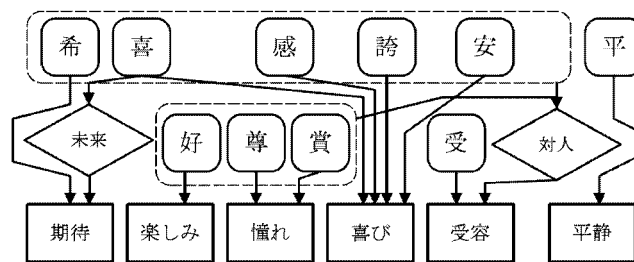 希 喜 感 誇 安 平
未来 好 尊 賞 受 対人
期待 楽しみ 憧れ 喜び 受容 平静